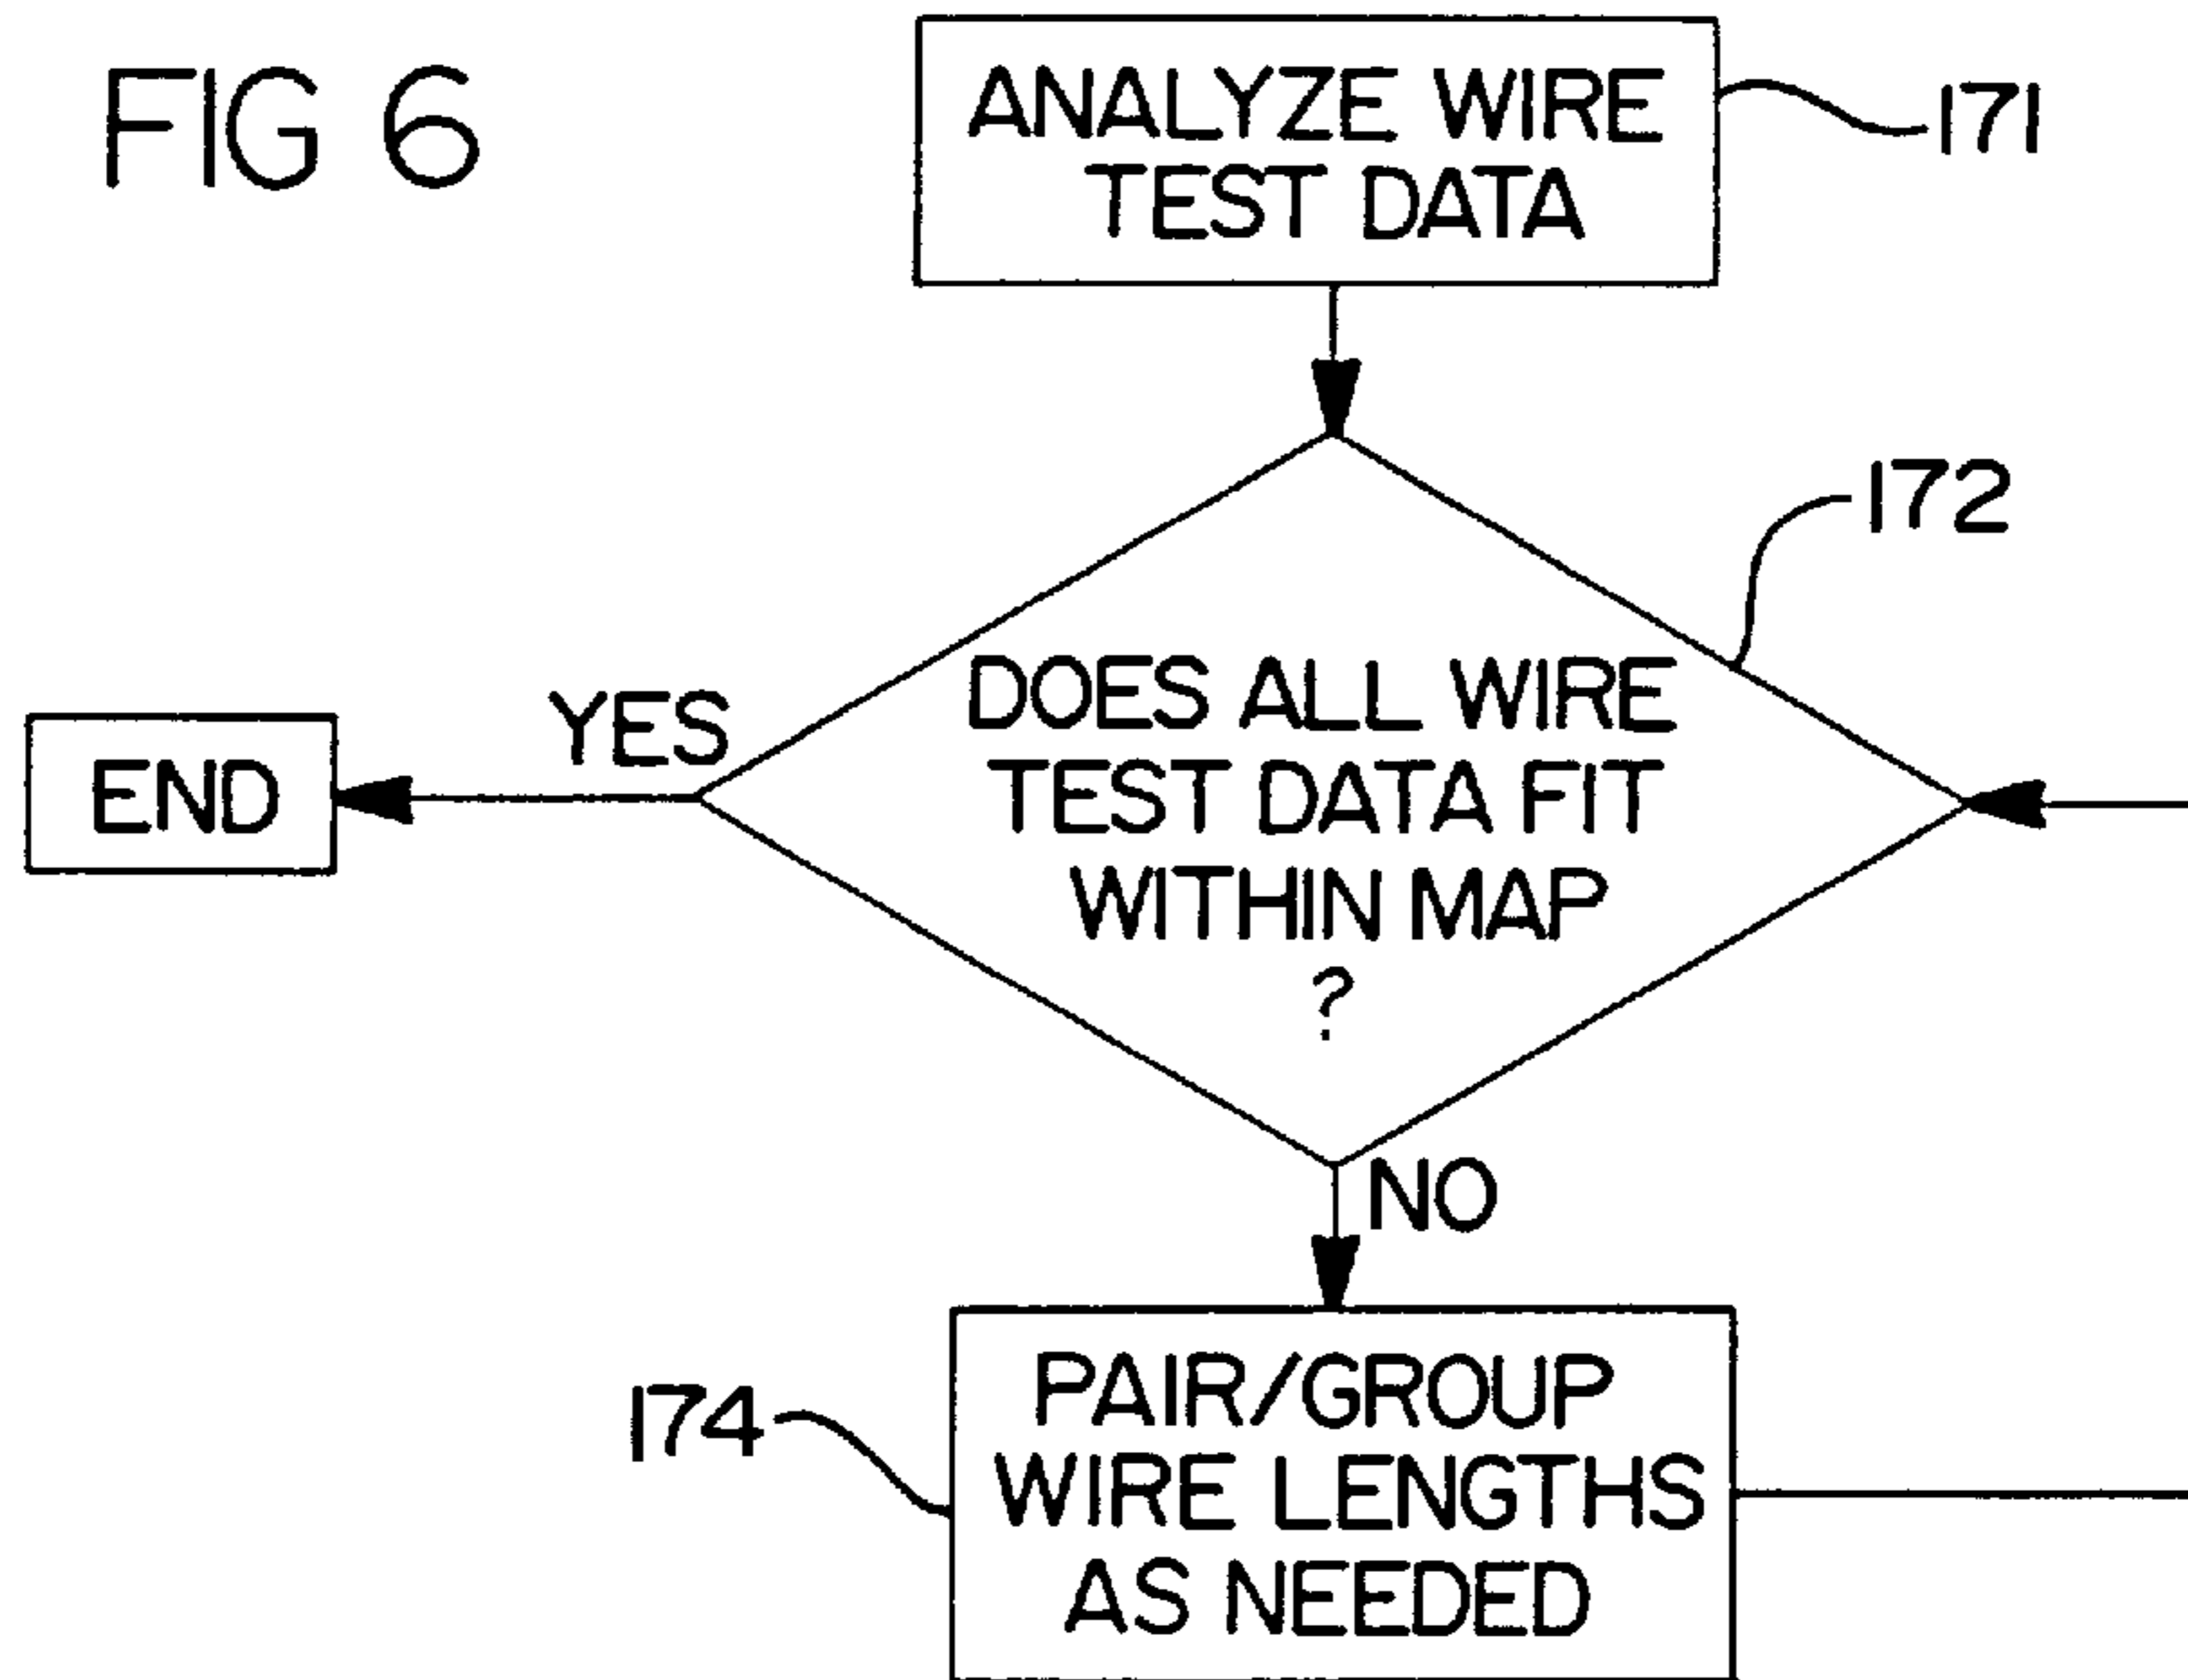 FIG 6
ANALYZE WIRE
TEST DATA
171
172
DOES ALL WIRE
TEST DATA FIT
WITHIN MAP
?
YES
END
NO
174
PAIR/GROUP
WIRE LENGTHS
AS NEEDED